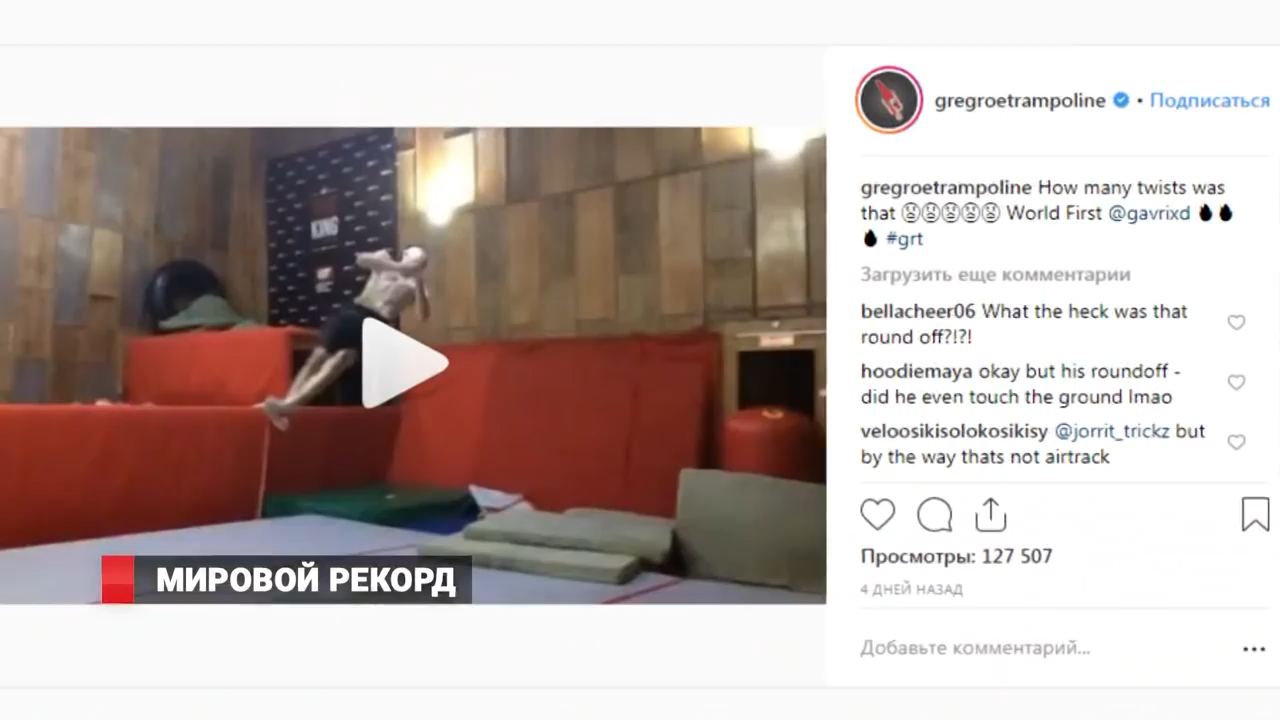 gregroetrampoline • Подписаться
gregroetrampoline How many twists was
that 😧😧😧😧😧 World First @gavrixd 🔥🔥
🔥 #grt
Загрузить еще комментарии
bellacheer06 What the heck was that
round off?!?!
hoodiemaya okay but his roundoff -
did he even touch the ground lmao
veloosikisolokosikisy @jorrit_trickz but
by the way thats not airtrack
Просмотры: 127 507
4 ДНЕЙ НАЗАД
Добавьте комментарий...
KING
МИРОВОЙ РЕКОРД